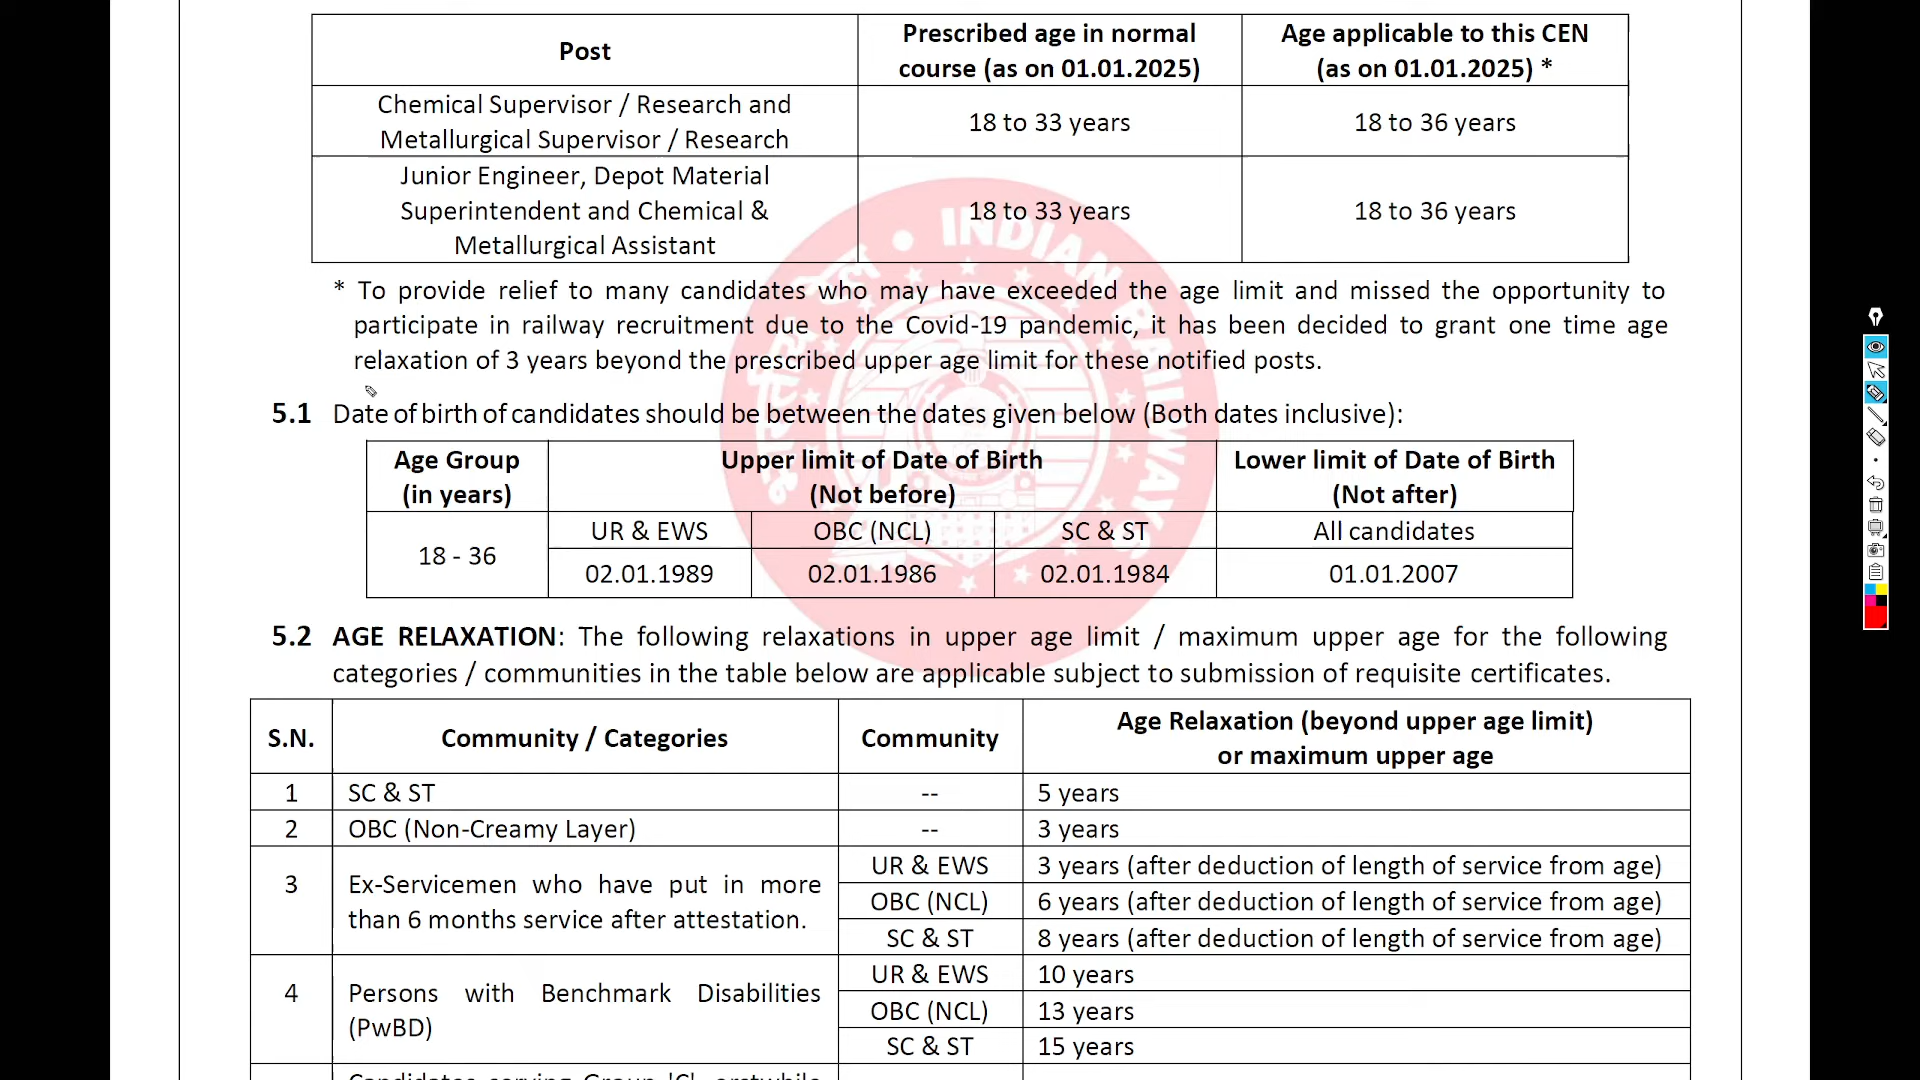 Post
Prescribed age in normal
course (as on 01.01.2025)
Age applicable to this CEN
(as on 01.01.2025) *
Chemical Supervisor / Research and
Metallurgical Supervisor / Research
18 to 33 years
18 to 36 years
Junior Engineer, Depot Material
Superintendent and Chemical &
Metallurgical Assistant
18 to 33 years
18 to 36 years
* To provide relief to many candidates who may have exceeded the age limit and missed the opportunity to
participate in railway recruitment due to the Covid-19 pandemic, it has been decided to grant one time age
relaxation of 3 years beyond the prescribed upper age limit for these notified posts.
5.1 Date of birth of candidates should be between the dates given below (Both dates inclusive):
Age Group
(in years)
Upper limit of Date of Birth
(Not before)
Lower limit of Date of Birth
(Not after)
18 - 36
UR & EWS
OBC (NCL)
SC & ST
All candidates
02.01.1989
02.01.1986
02.01.1984
01.01.2007
5.2 AGE RELAXATION: The following relaxations in upper age limit / maximum upper age for the following
categories / communities in the table below are applicable subject to submission of requisite certificates.
S.N.
Community / Categories
Community
Age Relaxation (beyond upper age limit)
or maximum upper age
1 SC & ST -- 5 years
2 OBC (Non-Creamy Layer) -- 3 years
3
Ex-Servicemen who have put in more
than 6 months service after attestation.
UR & EWS 3 years (after deduction of length of service from age)
OBC (NCL) 6 years (after deduction of length of service from age)
SC & ST 8 years (after deduction of length of service from age)
4
Persons with Benchmark Disabilities
(PwBD)
UR & EWS 10 years
OBC (NCL) 13 years
SC & ST 15 years
INDIAN RAILWAYS